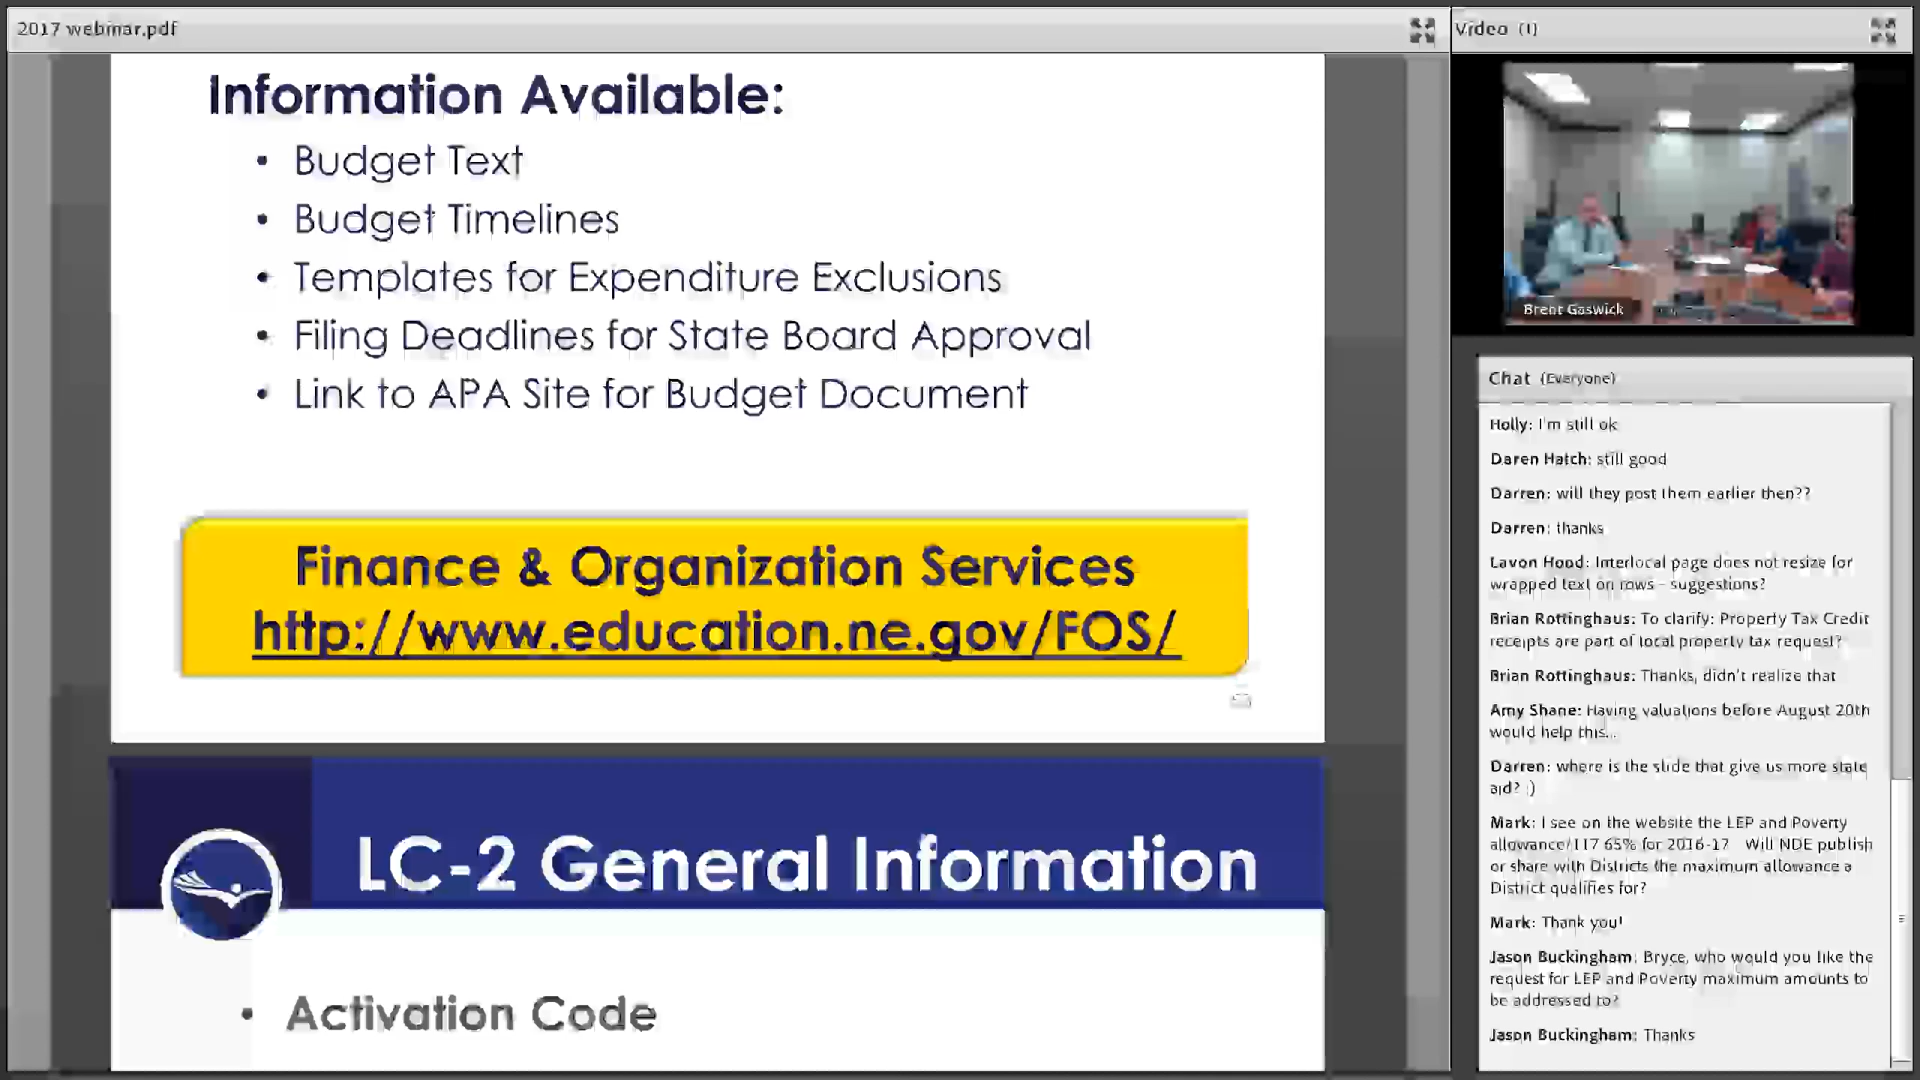 2017 webinar.pdf
Information Available:
• Budget Text
• Budget Timelines
• Templates for Expenditure Exclusions
• Filing Deadlines for State Board Approval
• Link to APA Site for Budget Document
Finance & Organization Services
http://www.education.ne.gov/FOS/
LC-2 General Information
• Activation Code
Video (1)
Brent Gaswick
Chat (Everyone)
Holly: I'm still ok
Daren Hatch: still good
Darren: will they post them earlier then??
Darren: thanks
Lavon Hood: Interlocal page does not resize for
wrapped text on rows - suggestions?
Brian Rottinghaus: To clarify: Property Tax Credit
receipts are part of local property tax request?
Brian Rottinghaus: Thanks, didn't realize that
Amy Shane: Having valuations before August 20th
would help this...
Darren: where is the slide that give us more state
aid? :)
Mark: I see on the website the LEP and Poverty
allowance/117 65% for 2016-17 Will NDE publish
or share with Districts the maximum allowance a
District qualifies for?
Mark: Thank you!
Jason Buckingham: Bryce, who would you like the
request for LEP and Poverty maximum amounts to
be addressed to?
Jason Buckingham: Thanks